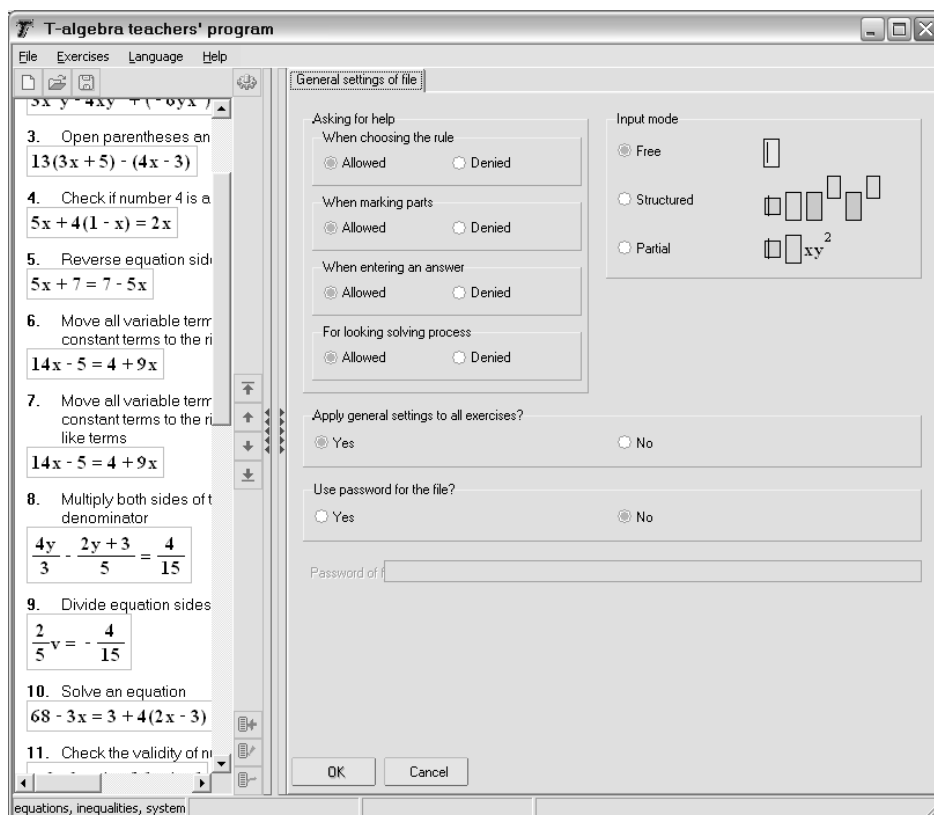 T-algebra teachers' program
File Exercises Language Help
3. Open parentheses an
13(3x + 5) - (4x - 3)
4. Check if number 4 is a
5x + 4(1 - x) = 2x
5. Reverse equation sid
5x + 7 = 7 - 5x
6. Move all variable term
constant terms to the ri
14x - 5 = 4 + 9x
7. Move all variable term
constant terms to the ri
like terms
14x - 5 = 4 + 9x
8. Multiply both sides of t
denominator
4y/3 - 2y + 3/5 = 4/15
9. Divide equation sides
2/5 v = - 4/15
10. Solve an equation
68 - 3x = 3 + 4(2x - 3)
11. Check the validity of nu
equations, inequalities, system
General settings of file
Asking for help
When choosing the rule
Allowed Denied
When marking parts
Allowed Denied
When entering an answer
Allowed Denied
For looking solving process
Allowed Denied
Input mode
Free
Structured
Partial xy²
Apply general settings to all exercises?
Yes No
Use password for the file?
Yes No
Password of f
OK Cancel